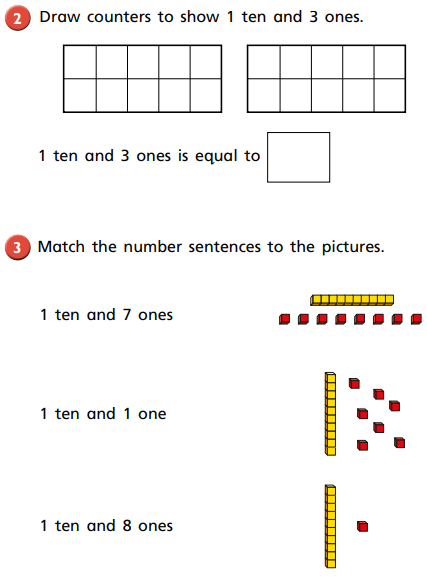 2 Draw counters to show 1 ten and 3 ones.
1 ten and 3 ones is equal to
3 Match the number sentences to the pictures.
1 ten and 7 ones
1 ten and 1 one
1 ten and 8 ones